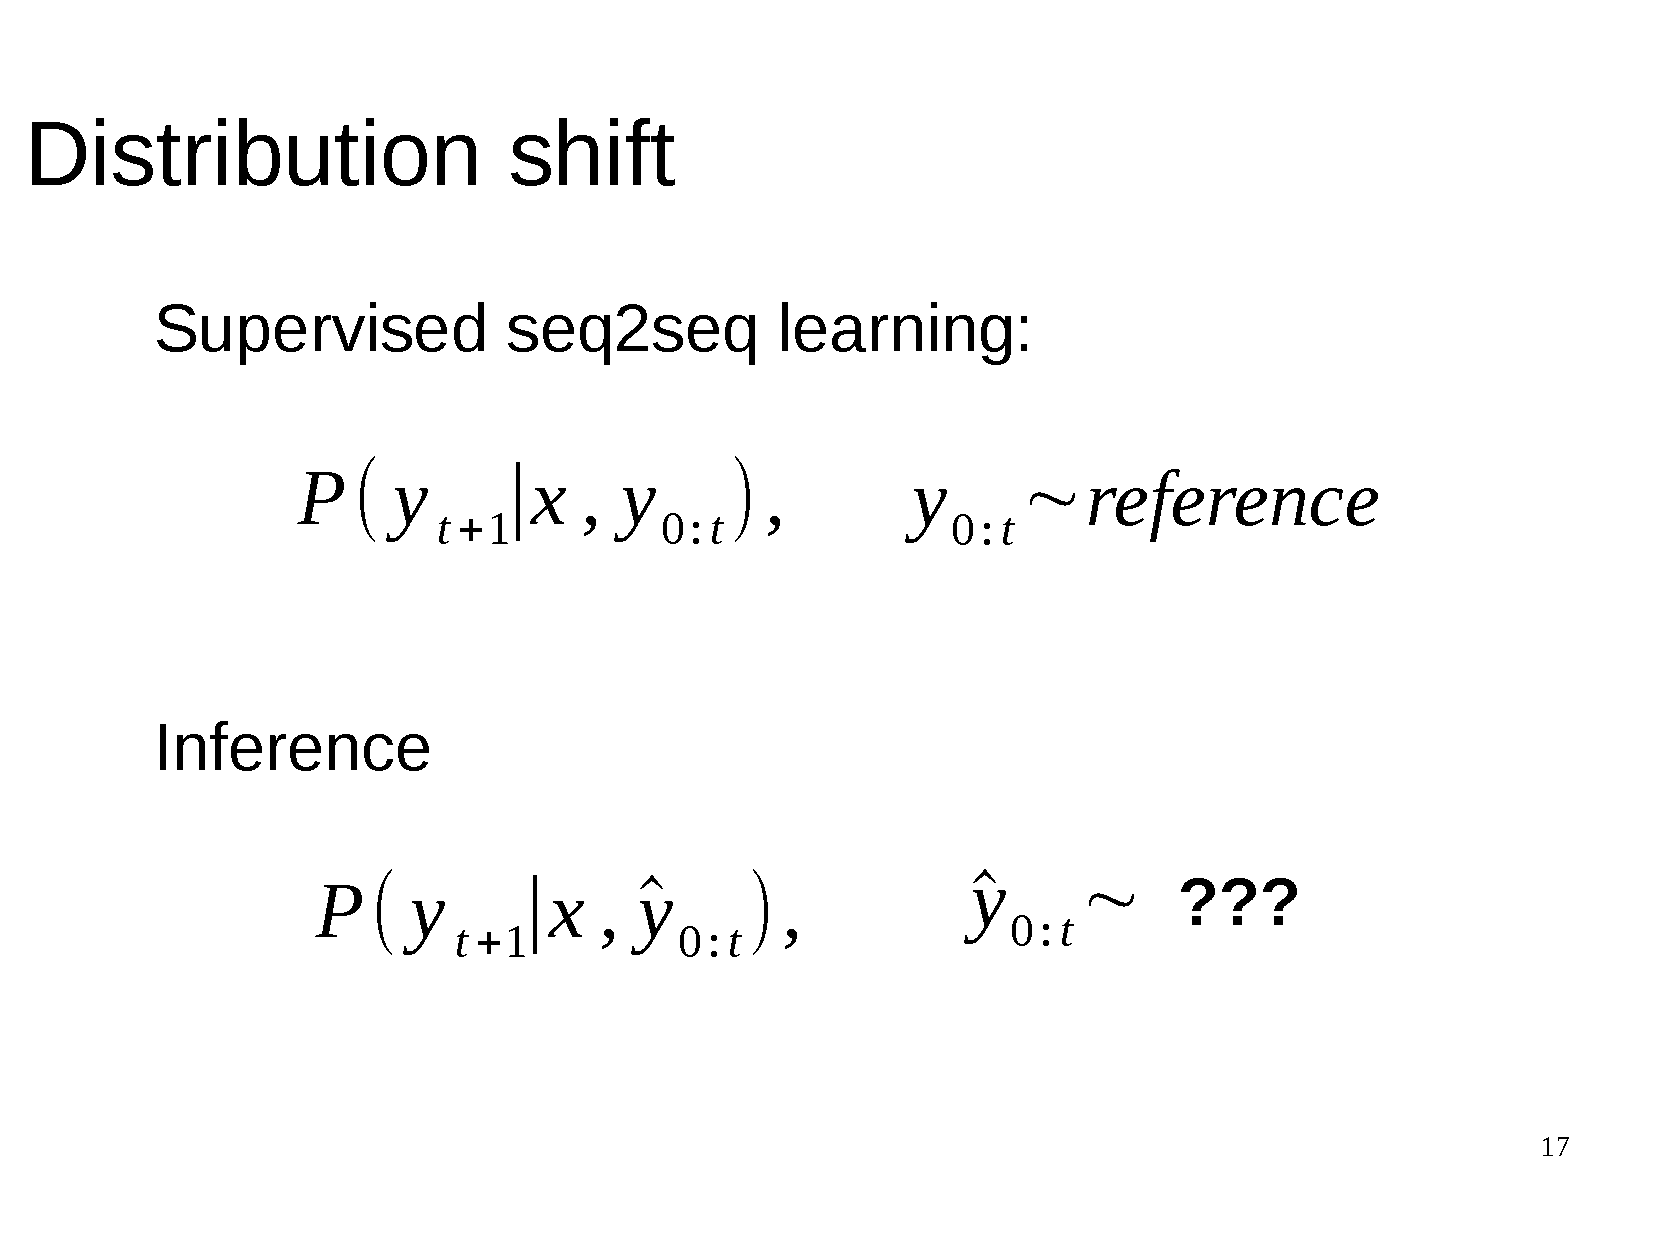 Distribution shift
Supervised seq2seq learning:
P(y_{t+1}|x, y_{0:t}), y_{0:t}~reference
Inference
P(y_{t+1}|x, ŷ_{0:t}), ŷ_{0:t}~ ???
17